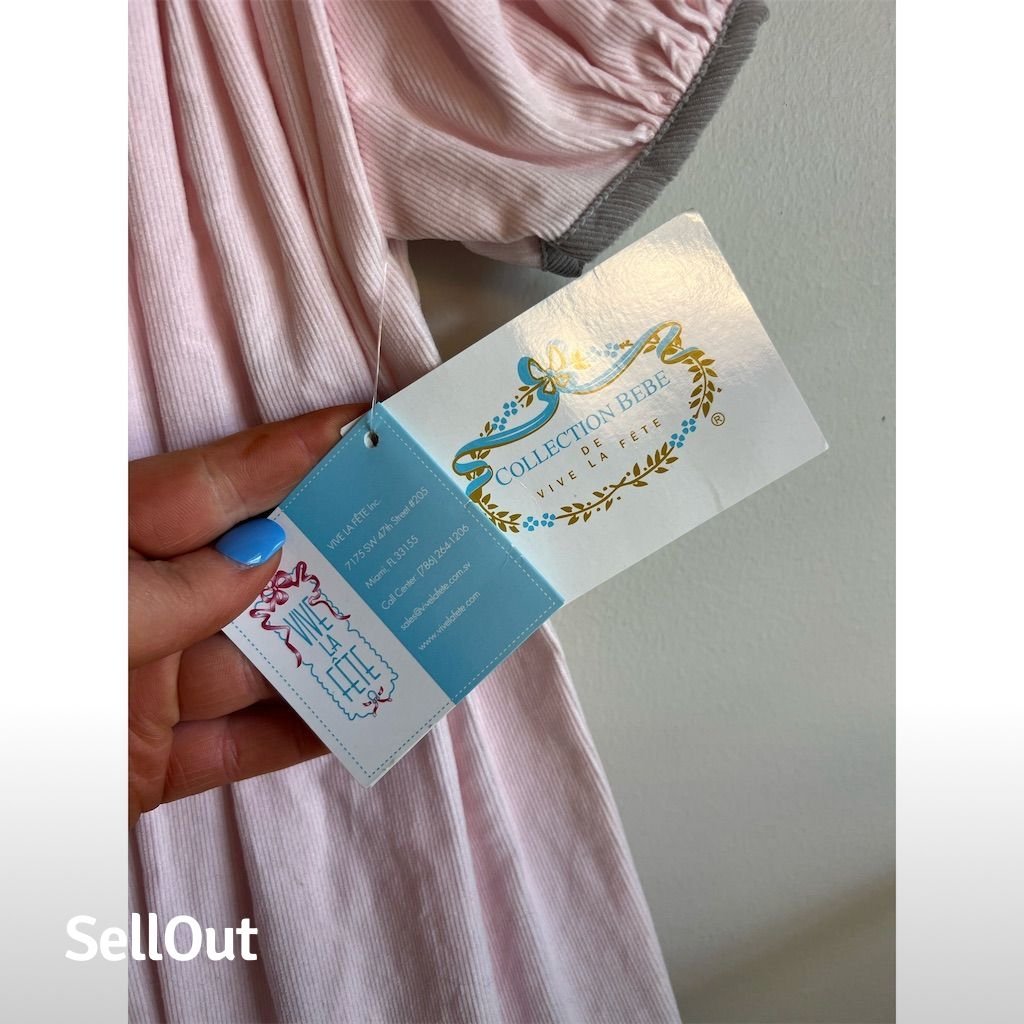 COLLECTION BEBE
DE
VIVE LA FÊTE
®
VIVE LA FÊTE Inc.
7175 SW 47th Street #205
Miami, FL 33155
Call Center: (786) 264-1206
sales@vivelafete.com.sv
www.vivelafete.com
VIVE
LA
FÊTE
SellOut